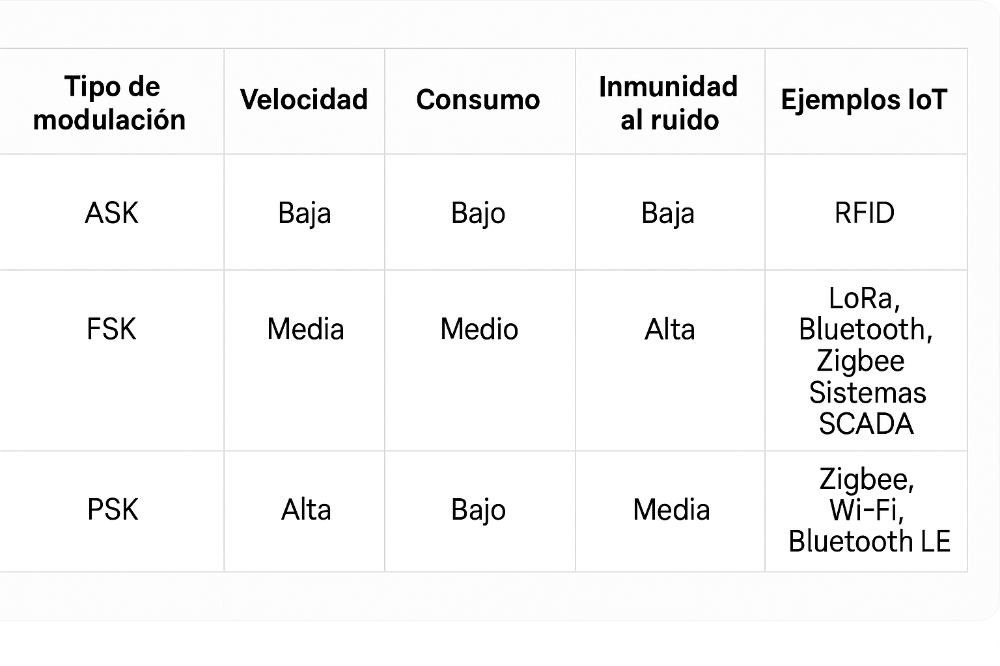 Tipo de
modulación
Velocidad
Consumo
Inmunidad
al ruido
Ejemplos IoT
ASK
Baja
Bajo
Baja
RFID
FSK
Media
Medio
Alta
LoRa,
Bluetooth,
Zigbee
Sistemas
SCADA
PSK
Alta
Bajo
Media
Zigbee,
Wi-Fi,
Bluetooth LE